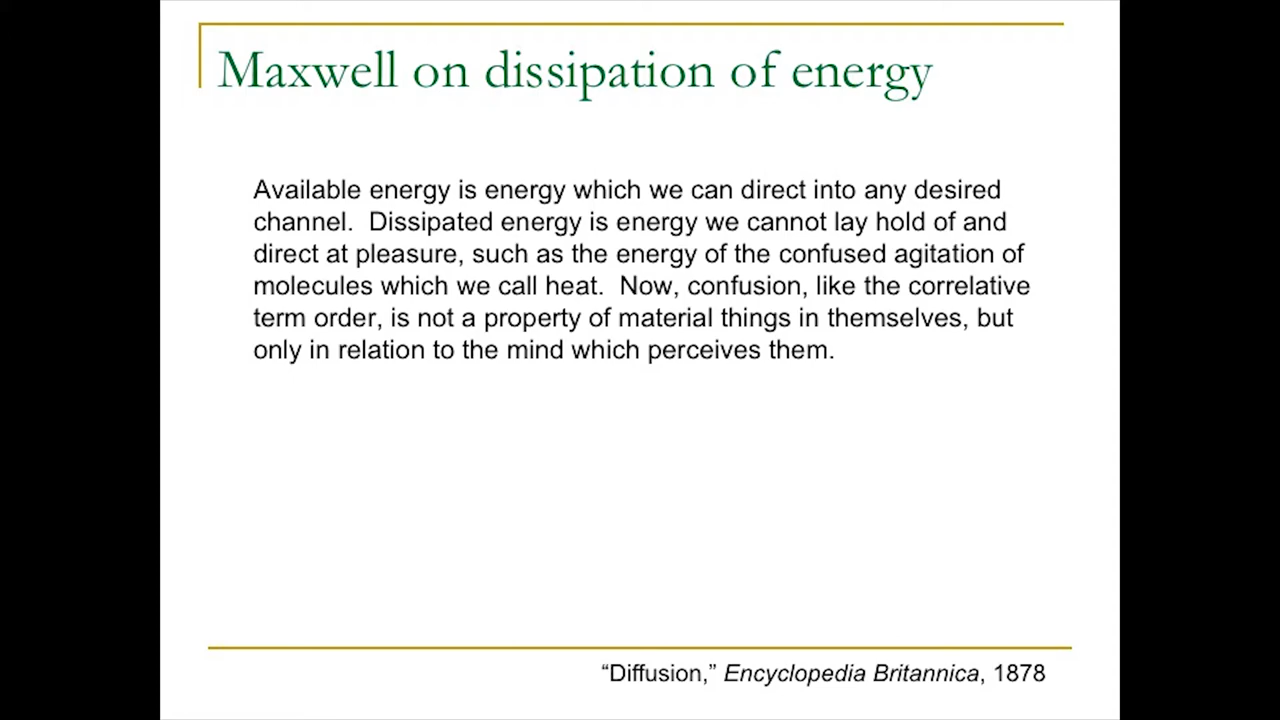 Maxwell on dissipation of energy
Available energy is energy which we can direct into any desired
channel.  Dissipated energy is energy we cannot lay hold of and
direct at pleasure, such as the energy of the confused agitation of
molecules which we call heat.  Now, confusion, like the correlative
term order, is not a property of material things in themselves, but
only in relation to the mind which perceives them.
“Diffusion,” Encyclopedia Britannica, 1878